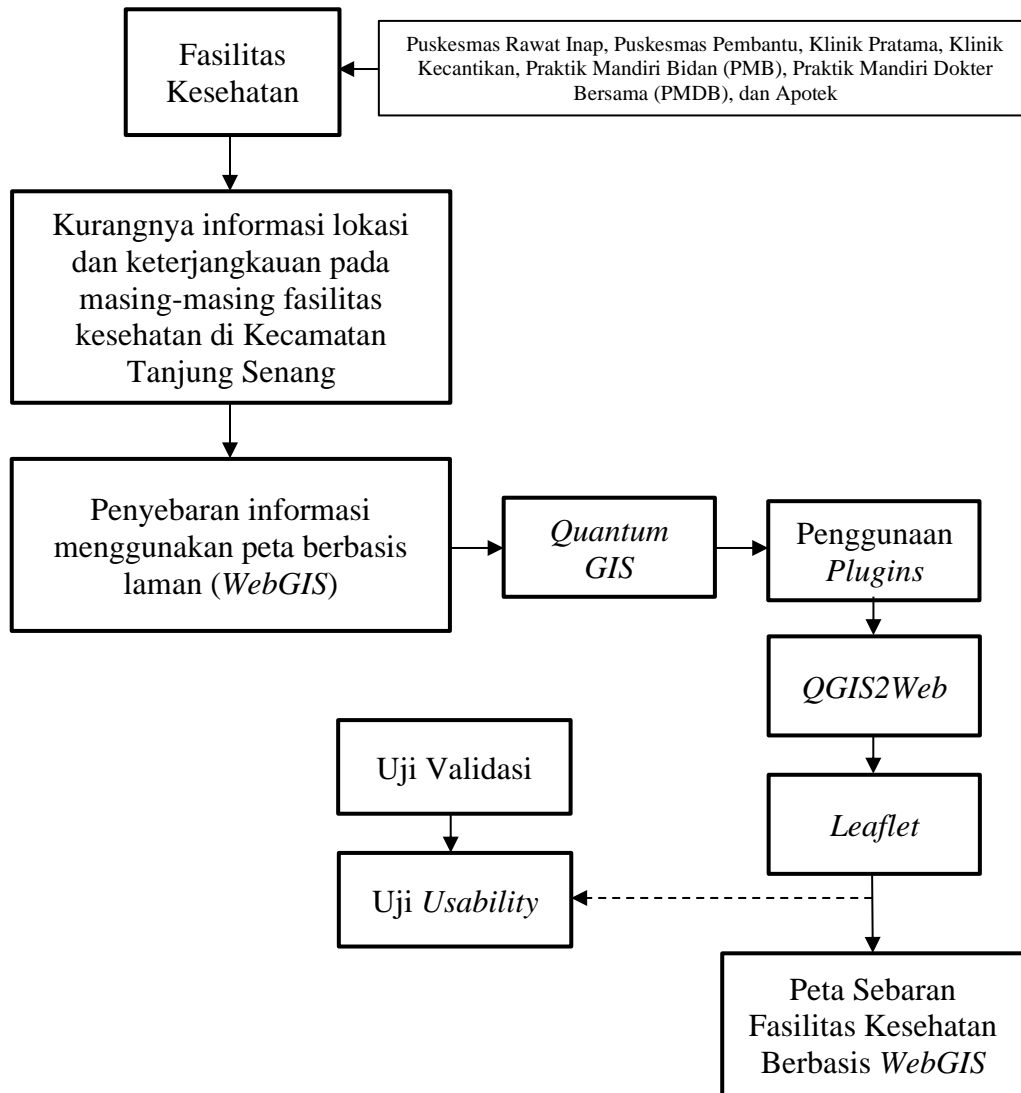 Fasilitas
Kesehatan
Puskesmas Rawat Inap, Puskesmas Pembantu, Klinik Pratama, Klinik
Kecantikan, Praktik Mandiri Bidan (PMB), Praktik Mandiri Dokter
Bersama (PMDB), dan Apotek
Kurangnya informasi lokasi
dan keterjangkauan pada
masing-masing fasilitas
kesehatan di Kecamatan
Tanjung Senang
Penyebaran informasi
menggunakan peta berbasis
laman (WebGIS)
Quantum
GIS
Penggunaan
Plugins
QGIS2Web
Leaflet
Uji Validasi
Uji Usability
Peta Sebaran
Fasilitas Kesehatan
Berbasis WebGIS